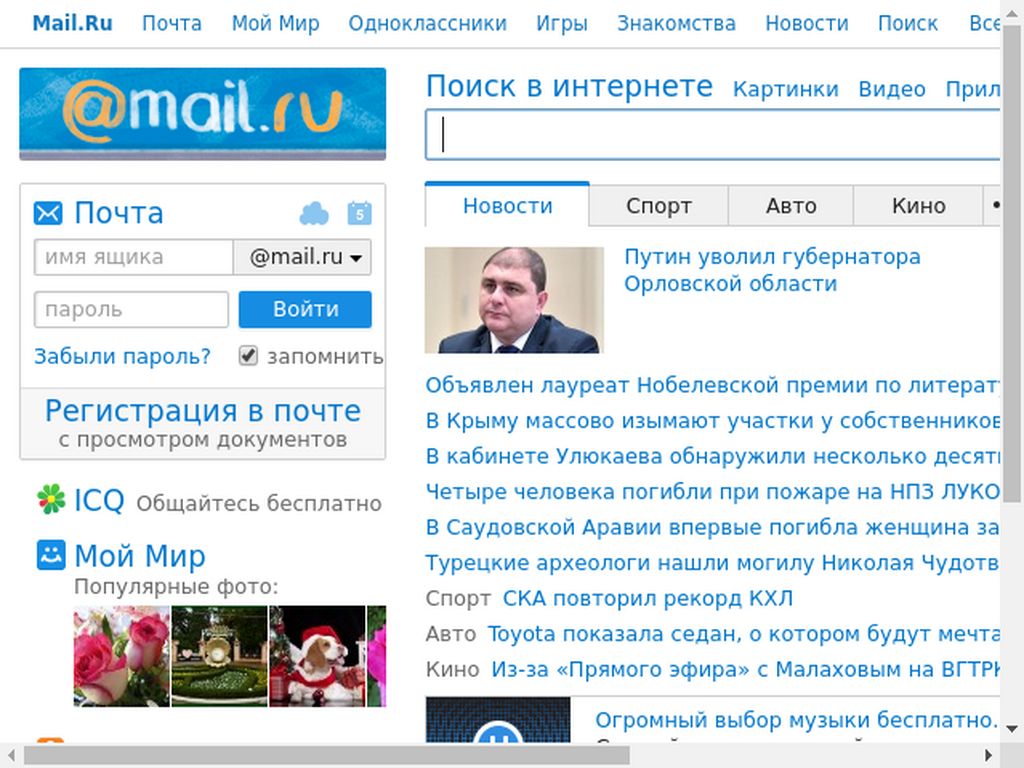 Mail.Ru Почта Мой Мир Одноклассники Игры Знакомства Новости Поиск Все
@mail.ru
Поиск в интернете Картинки Видео Прил
Почта
5
имя ящика @mail.ru
пароль Войти
Забыли пароль? запомнить
Регистрация в почте
с просмотром документов
ICQ Общайтесь бесплатно
Мой Мир
Популярные фото:
Новости Спорт Авто Кино
Путин уволил губернатора
Орловской области
Объявлен лауреат Нобелевской премии по литерату
В Крыму массово изымают участки у собственников
В кабинете Улюкаева обнаружили несколько десят
Четыре человека погибли при пожаре на НПЗ ЛУКО
В Саудовской Аравии впервые погибла женщина за
Турецкие археологи нашли могилу Николая Чудотв
Спорт СКА повторил рекорд КХЛ
Авто Toyota показала седан, о котором будут мечта
Кино Из-за «Прямого эфира» с Малаховым на ВГТРК
Огромный выбор музыки бесплатно.